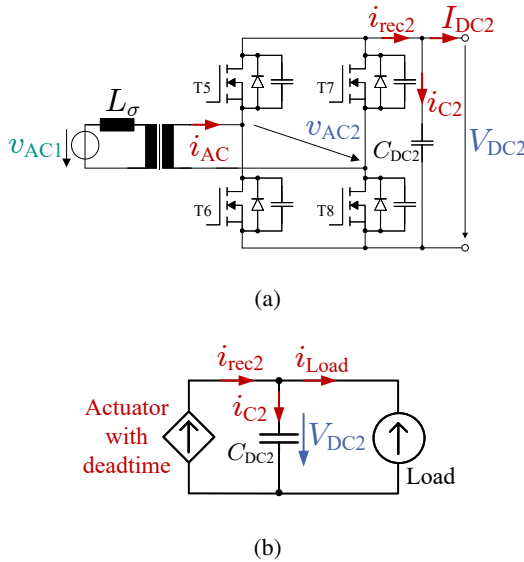 i_rec2 I_DC2
T5 T7
L_σ i_C2
v_AC1 i_AC v_AC2 C_DC2 V_DC2
T6 T8
(a)
i_rec2 i_Load
Actuator i_C2
with V_DC2
deadtime C_DC2 Load
(b)